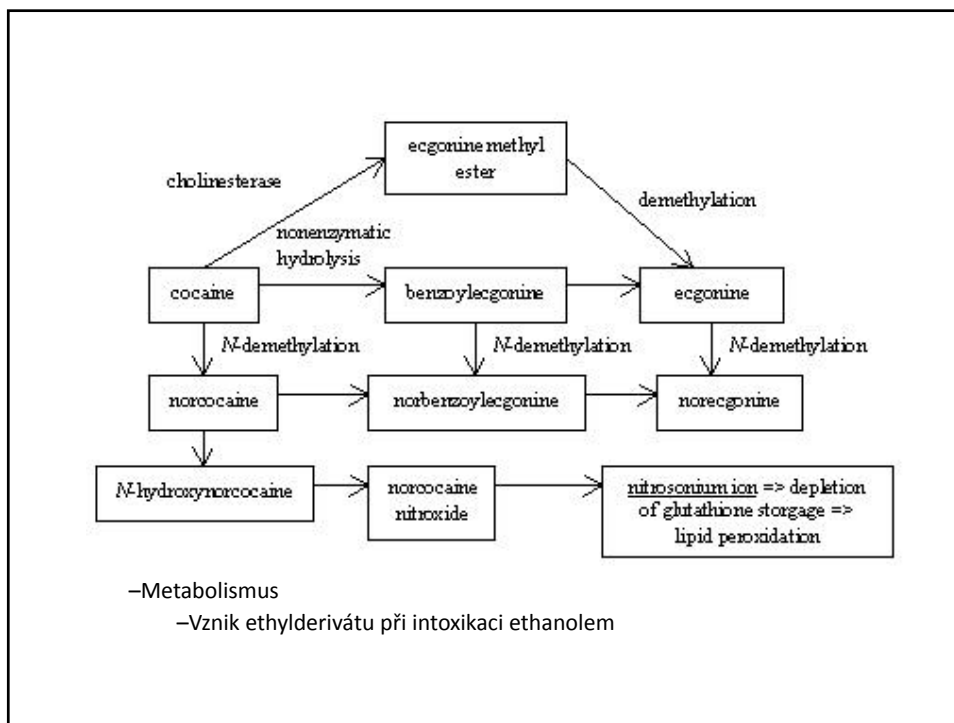 ecgonine methyl
ester
cholinesterase
demethylation
nonenzymatic
hydrolysis
cocaine
benzoylecgonine
ecgonine
N-demethylation
N-demethylation
N-demethylation
norcocaine
norbenzoylecgonine
norecgonine
N-hydroxynorcocaine
norcocaine
nitroxide
nitrosonium ion => depletion
of glutathione storgage =>
lipid peroxidation
–Metabolismus
–Vznik ethylderivátu při intoxikaci ethanolem